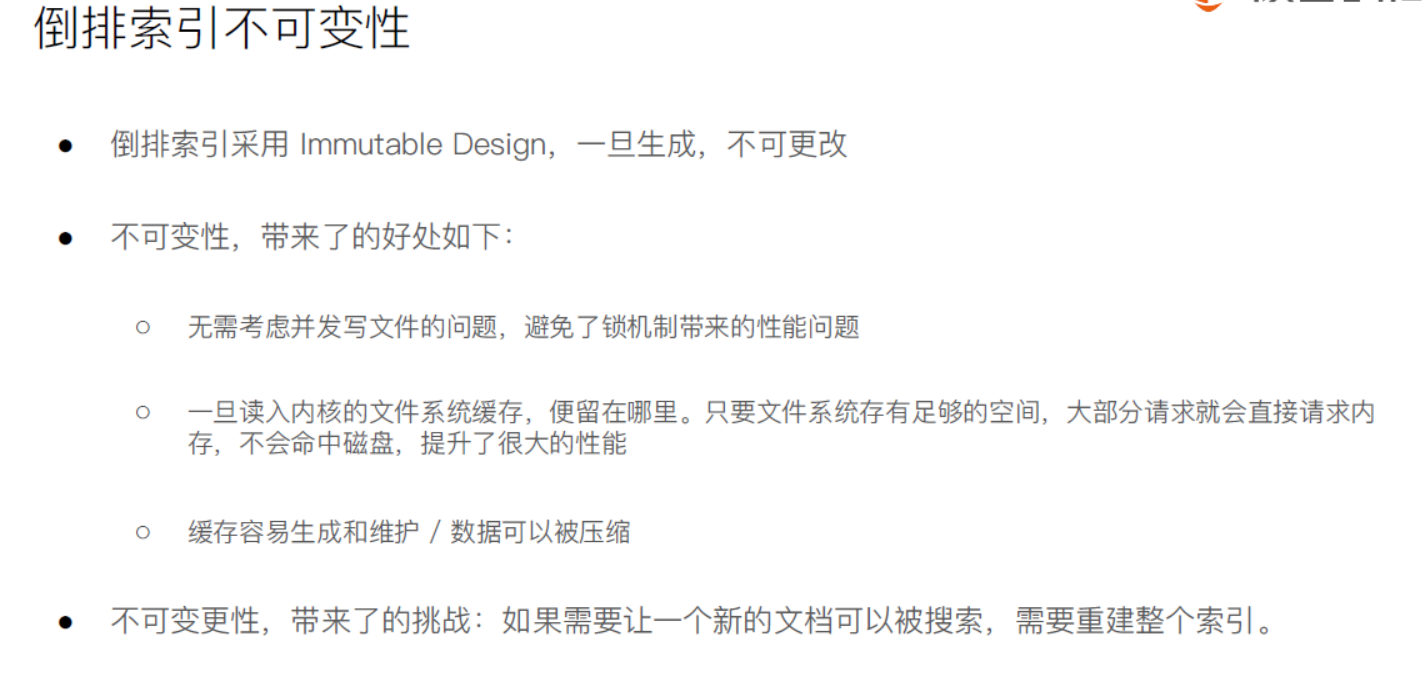 倒排索引不可变性
● 倒排索引采用 Immutable Design，一旦生成，不可更改
● 不可变性，带来了的好处如下：
○ 无需考虑并发写文件的问题，避免了锁机制带来的性能问题
○ 一旦读入内核的文件系统缓存，便留在哪里。只要文件系统存有足够的空间，大部分请求就会直接请求内
存，不会命中磁盘，提升了很大的性能
○ 缓存容易生成和维护 / 数据可以被压缩
● 不可变更性，带来了的挑战：如果需要让一个新的文档可以被搜索，需要重建整个索引。